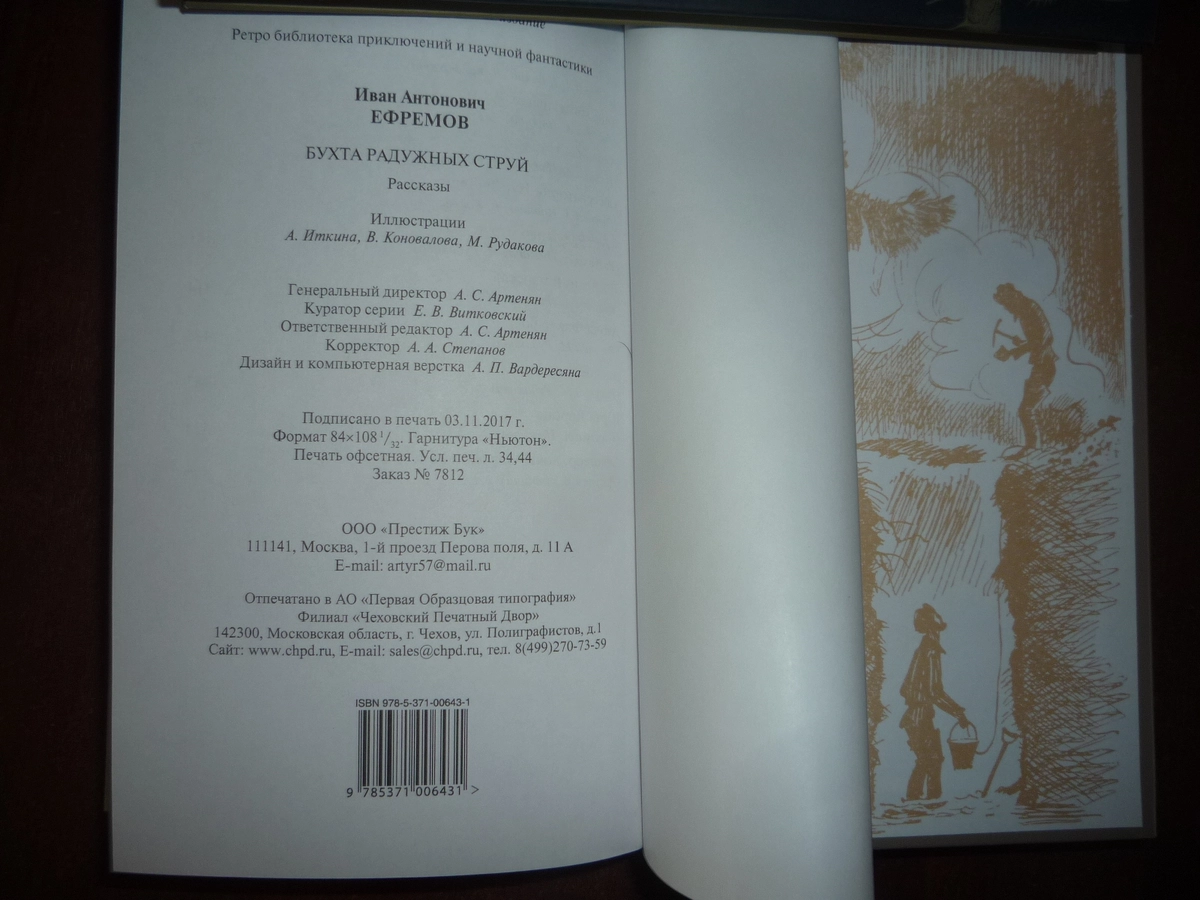 издание
Ретро библиотека приключений и научной фантастики
Иван Антонович
ЕФРЕМОВ
БУХТА РАДУЖНЫХ СТРУЙ
Рассказы
Иллюстрации
А. Иткина, В. Коновалова, М. Рудакова
Генеральный директор А. С. Артенян
Куратор серии Е. В. Витковский
Ответственный редактор А. С. Артенян
Корректор А. А. Степанов
Дизайн и компьютерная верстка А. П. Вардересяна
Подписано в печать 03.11.2017 г.
Формат 84×108 1/32. Гарнитура «Ньютон».
Печать офсетная. Усл. печ. л. 34,44
Заказ № 7812
ООО «Престиж Бук»
111141, Москва, 1-й проезд Перова поля, д. 11 А
E-mail: artyr57@mail.ru
Отпечатано в АО «Первая Образцовая типография»
Филиал «Чеховский Печатный Двор»
142300, Московская область, г. Чехов, ул. Полиграфистов, д.1
Сайт: www.chpd.ru, E-mail: sales@chpd.ru, тел. 8(499)270-73-59
ISBN 978-5-371-00643-1
9 785371 006431 >